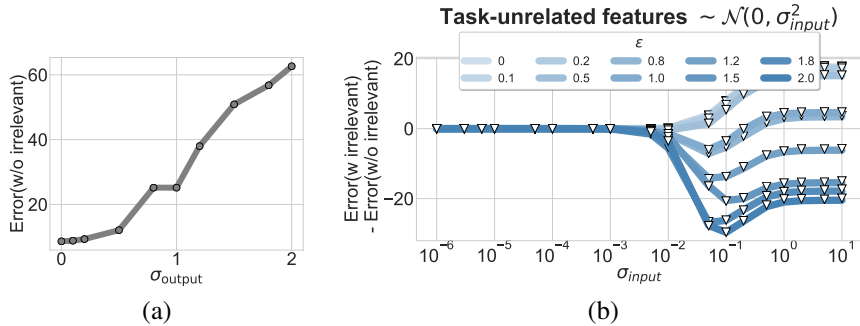 Task-unrelated features ~ N(0, σ²input)
Error(w/o irrelevant)
60
40
20
0
1
2
σoutput
(a)
Error(w irrelevant)
- Error(w/o irrelevant)
20
0
−20
ε
0 0.2 0.8 1.2 1.8
0.1 0.5 1.0 1.5 2.0
10⁻⁶ 10⁻⁵ 10⁻⁴ 10⁻³ 10⁻² 10⁻¹ 10⁰ 10¹
σinput
(b)